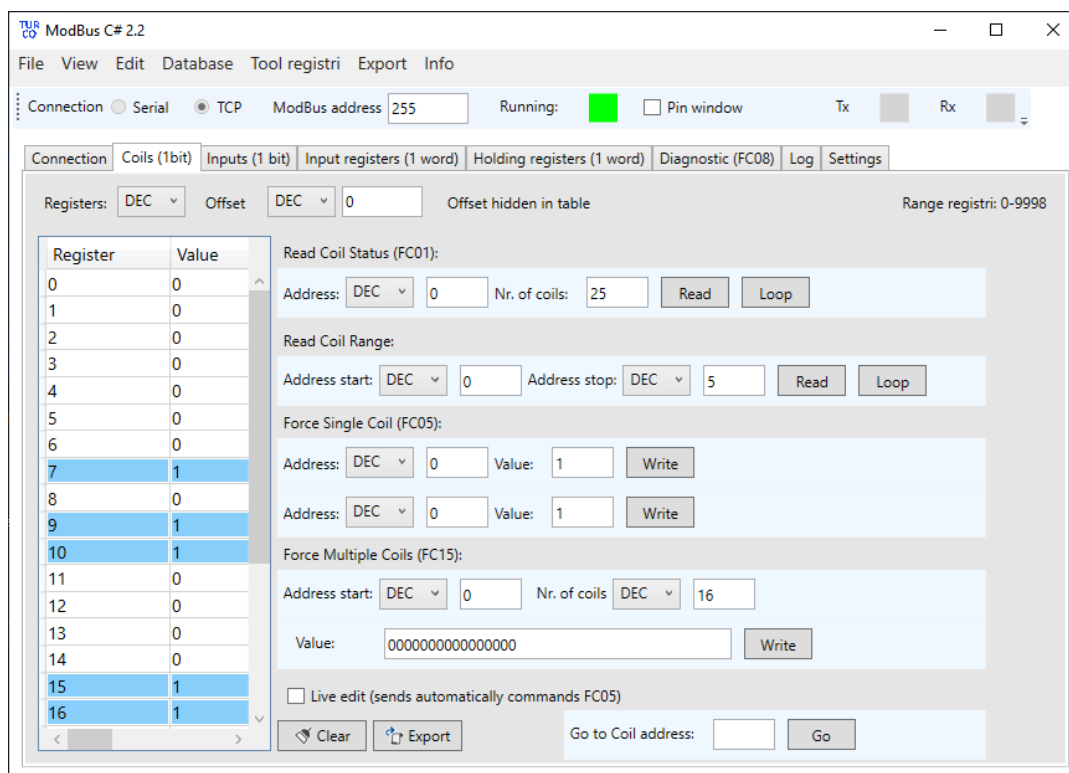 TUR CO ModBus C# 2.2
File View Edit Database Tool registri Export Info
Connection Serial TCP ModBus address 255 Running: Pin window Tx Rx
Connection Coils (1bit) Inputs (1 bit) Input registers (1 word) Holding registers (1 word) Diagnostic (FC08) Log Settings
Registers: DEC Offset DEC 0 Offset hidden in table Range registri: 0-9998
Register Value
0 0
1 0
2 0
3 0
4 0
5 0
6 0
7 1
8 0
9 1
10 1
11 0
12 0
13 0
14 0
15 1
16 1
Read Coil Status (FC01):
Address: DEC 0 Nr. of coils: 25 Read Loop
Read Coil Range:
Address start: DEC 0 Address stop: DEC 5 Read Loop
Force Single Coil (FC05):
Address: DEC 0 Value: 1 Write
Address: DEC 0 Value: 1 Write
Force Multiple Coils (FC15):
Address start: DEC 0 Nr. of coils DEC 16
Value: 0000000000000000 Write
Live edit (sends automatically commands FC05)
Clear Export Go to Coil address: Go